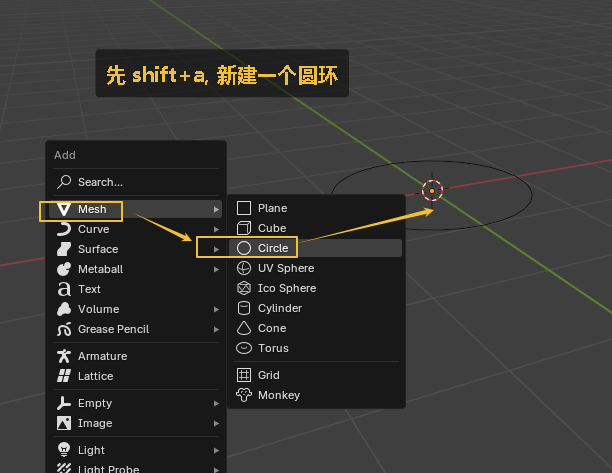 先 shift+a, 新建一个圆环
Add
Search...
Mesh
Curve
Surface
Metaball
Text
Volume
Grease Pencil
Armature
Lattice
Empty
Image
Light
Light Probe
Plane
Cube
Circle
UV Sphere
Ico Sphere
Cylinder
Cone
Torus
Grid
Monkey